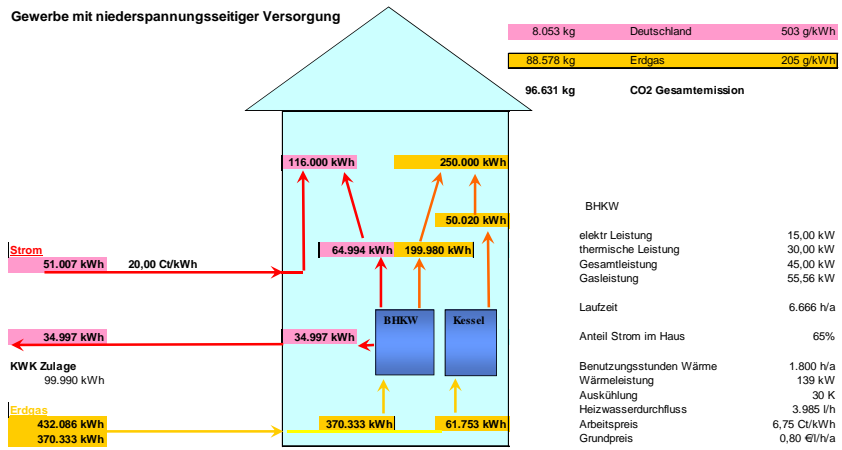 Gewerbe mit niederspannungsseitiger Versorgung
8.053 kg Deutschland 503 g/kWh
88.578 kg Erdgas 205 g/kWh
96.631 kg CO2 Gesamtemission
116.000 kWh 250.000 kWh
50.020 kWh
64.994 kWh 199.980 kWh
Strom
51.007 kWh 20,00 Ct/kWh
BHKW Kessel
34.997 kWh 34.997 kWh
KWK Zulage
99.990 kWh
Erdgas
432.086 kWh 370.333 kWh 61.753 kWh
370.333 kWh
BHKW
elektr Leistung 15,00 kW
thermische Leistung 30,00 kW
Gesamtleistung 45,00 kW
Gasleistung 55,56 kW
Laufzeit 6.666 h/a
Anteil Strom im Haus 65%
Benutzungsstunden Wärme 1.800 h/a
Wärmeleistung 139 kW
Auskühlung 30 K
Heizwasserdurchfluss 3.985 l/h
Arbeitspreis 6,75 Ct/kWh
Grundpreis 0,80 €/l/h/a